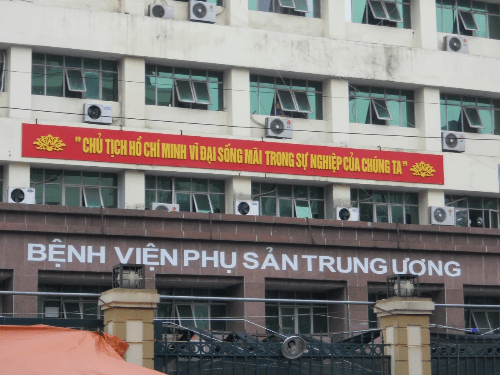 "CHỦ TỊCH HỒ CHÍ MINH VĨ ĐẠI SỐNG MÃI TRONG SỰ NGHIỆP CỦA CHÚNG TA"
BỆNH VIỆN PHỤ SẢN TRUNG ƯƠNG